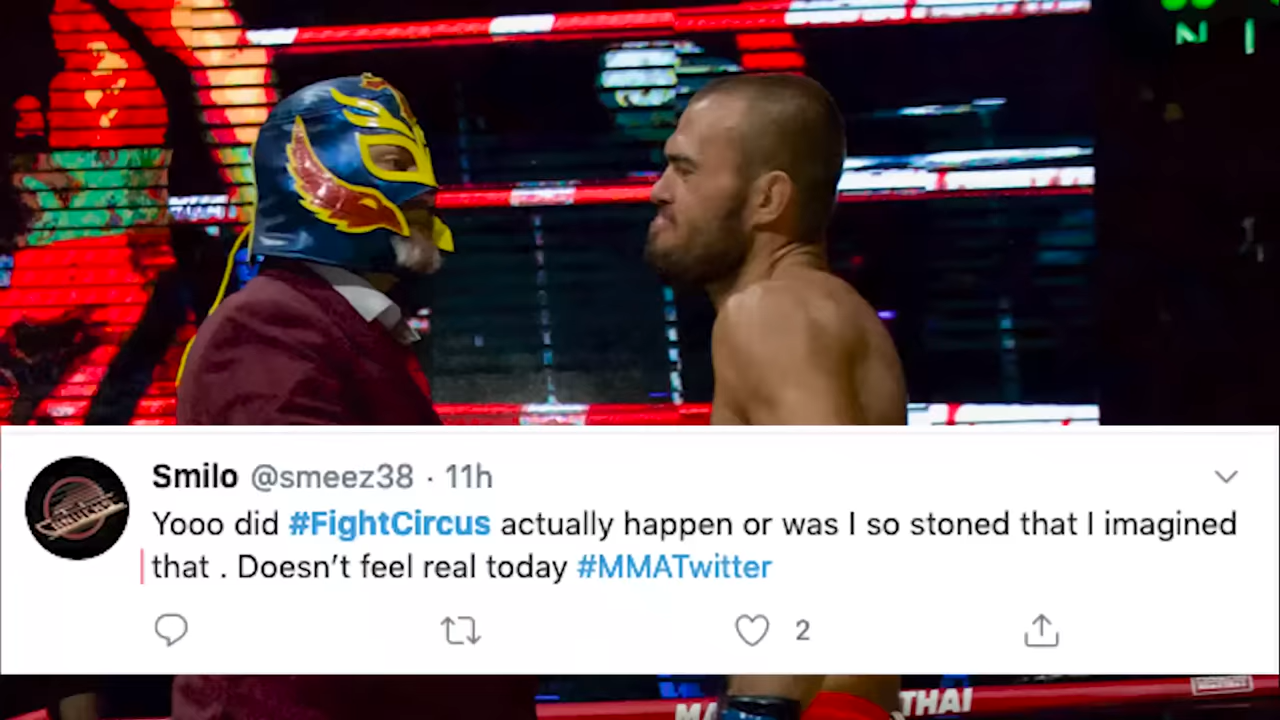 Smilo @smeez38 · 11h
Yooo did #FightCircus actually happen or was I so stoned that I imagined
that . Doesn’t feel real today #MMATwitter
2
THAI